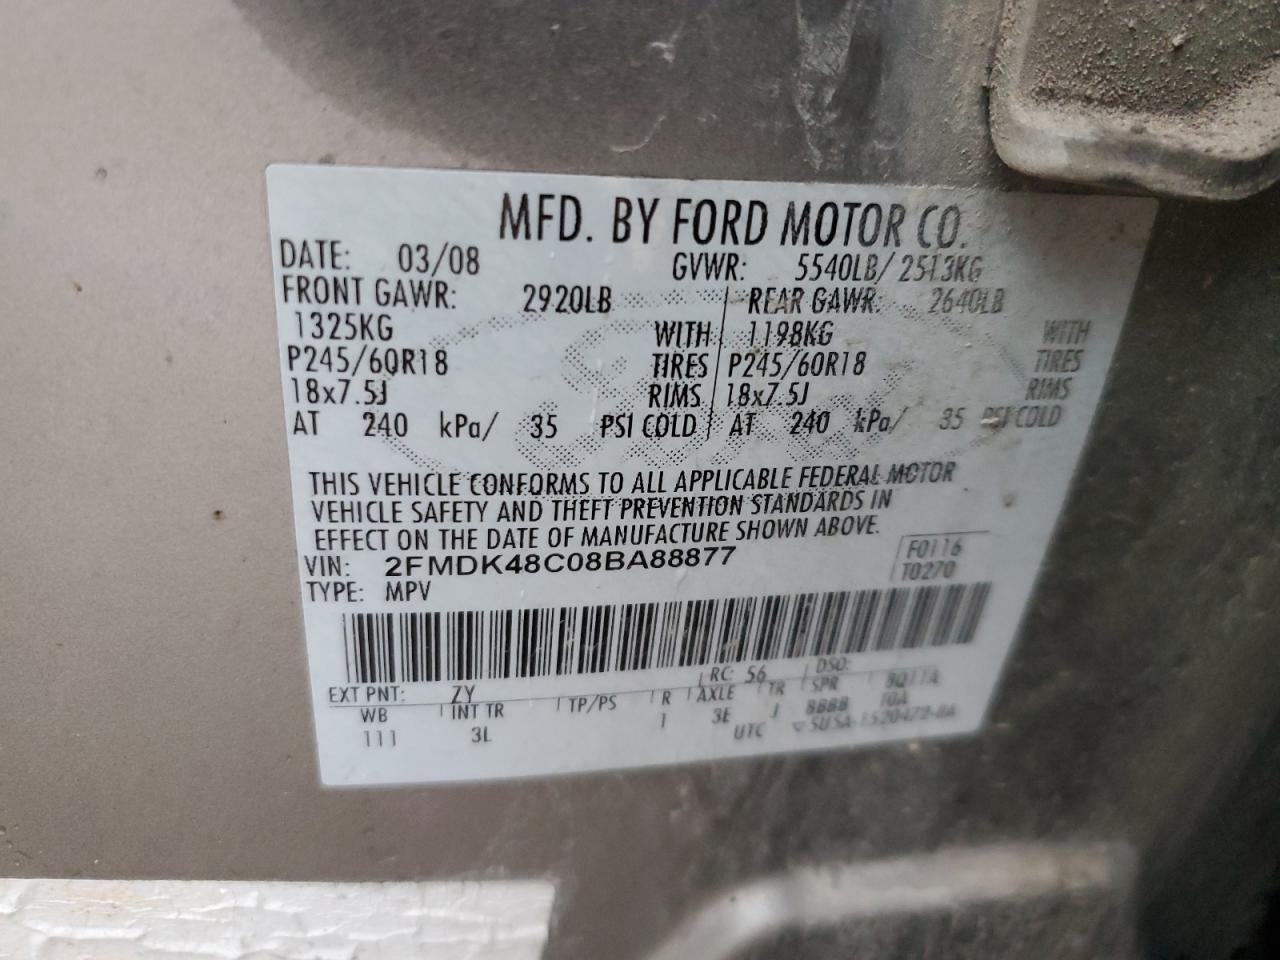 MFD. BY FORD MOTOR CO.
DATE: 03/08 GVWR: 5540LB/ 2513KG
FRONT GAWR: 2920LB REAR GAWR: 2640LB
1325KG WITH 1198KG WITH
P245/60R18 TIRES P245/60R18 TIRES
18x7.5J RIMS 18x7.5J RIMS
AT 240 kPa/ 35 PSI COLD AT 240 kPa/ 35 PSI COLD
THIS VEHICLE CONFORMS TO ALL APPLICABLE FEDERAL MOTOR
VEHICLE SAFETY AND THEFT PREVENTION STANDARDS IN
EFFECT ON THE DATE OF MANUFACTURE SHOWN ABOVE.
VIN: 2FMDK48C08BA88877 F0116
TYPE: MPV T0270
EXT PNT: ZY RC: 56 DSO:
WB INT TR TP/PS R AXLE TR SPR
111 3L 1 3E J 8888
UTC